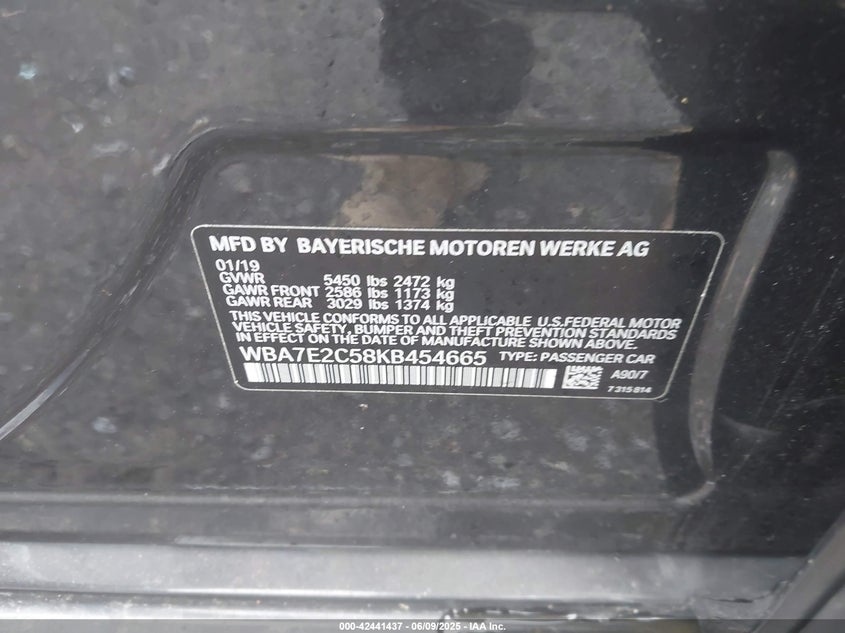 MFD BY BAYERISCHE MOTOREN WERKE AG
01/19
GVWR 5450 lbs 2472 kg
GAWR FRONT 2586 lbs 1173 kg
GAWR REAR 3029 lbs 1374 kg
THIS VEHICLE CONFORMS TO ALL APPLICABLE U.S.FEDERAL MOTOR
VEHICLE SAFETY, BUMPER AND THEFT PREVENTION STANDARDS
IN EFFECT ON THE DATE OF MANUFACTURE SHOWN ABOVE.
WBA7E2C58KB454665 TYPE: PASSENGER CAR
A90/7
7 315 814
000-42441437 - 06/09/2025 - IAA, Inc.